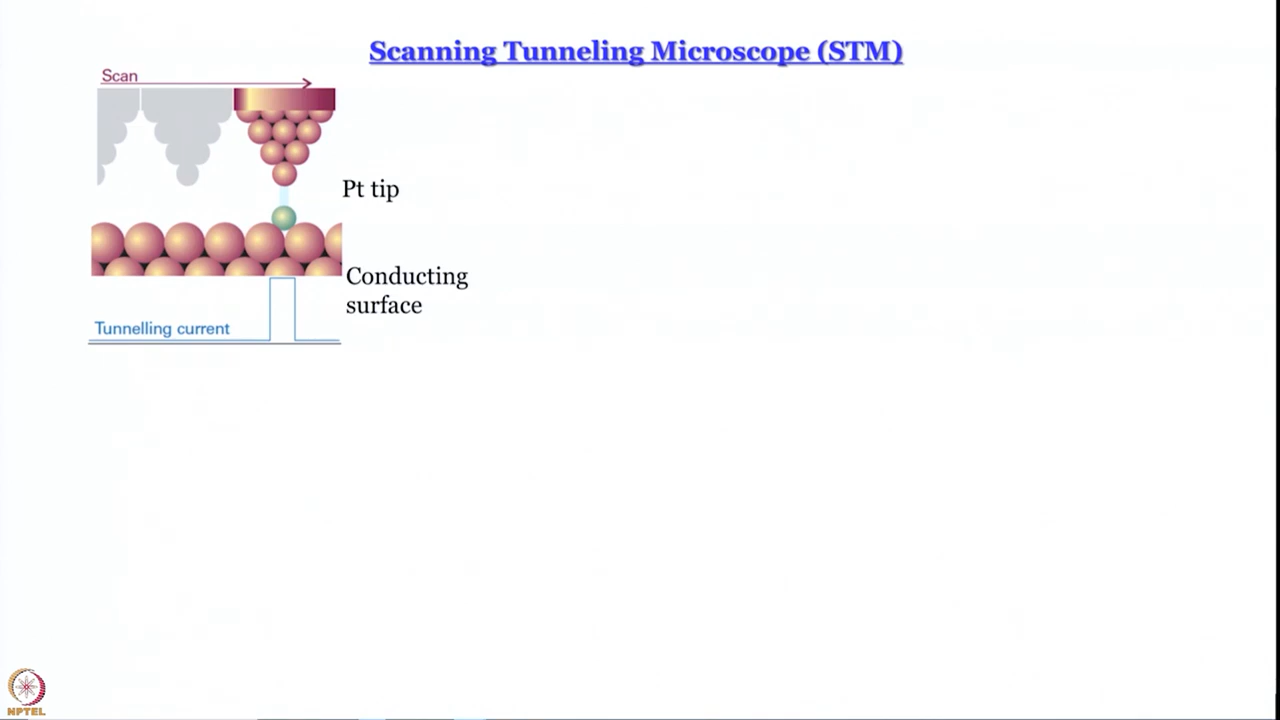 Scanning Tunneling Microscope (STM)
Scan
Pt tip
Conducting
surface
Tunnelling current
NPTEL